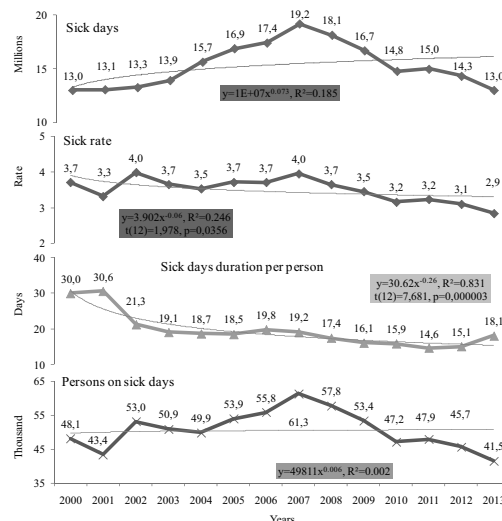 Sick days
Millions
20
15
10
13,0 13,1 13,3 13,9 15,7 16,9 17,4 19,2 18,1 16,7 14,8 15,0 14,3 13,0
y=1E+07x^0.073, R²=0.185
Sick rate
Rate
5
4
3
2
3,7 3,3 4,0 3,7 3,5 3,7 3,7 4,0 3,7 3,5 3,2 3,2 3,1 2,9
y=3.902x^-0.06, R²=0.246
t(12)=1,978, p=0,0356
Sick days duration per person
Days
40
30
20
10
30,0 30,6 21,3 19,1 18,7 18,5 19,8 19,2 17,4 16,1 15,9 14,6 15,1 18,1
y=30.62x^-0.26, R²=0.831
t(12)=7,681, p=0,000003
Persons on sick days
Thousand
65
55
45
35
48,1 43,4 53,0 50,9 49,9 53,9 55,8 61,3 57,8 53,4 47,2 47,9 45,7 41,5
y=49811x^0.006, R²=0.002
2000 2001 2002 2003 2004 2005 2006 2007 2008 2009 2010 2011 2012 2013
Years